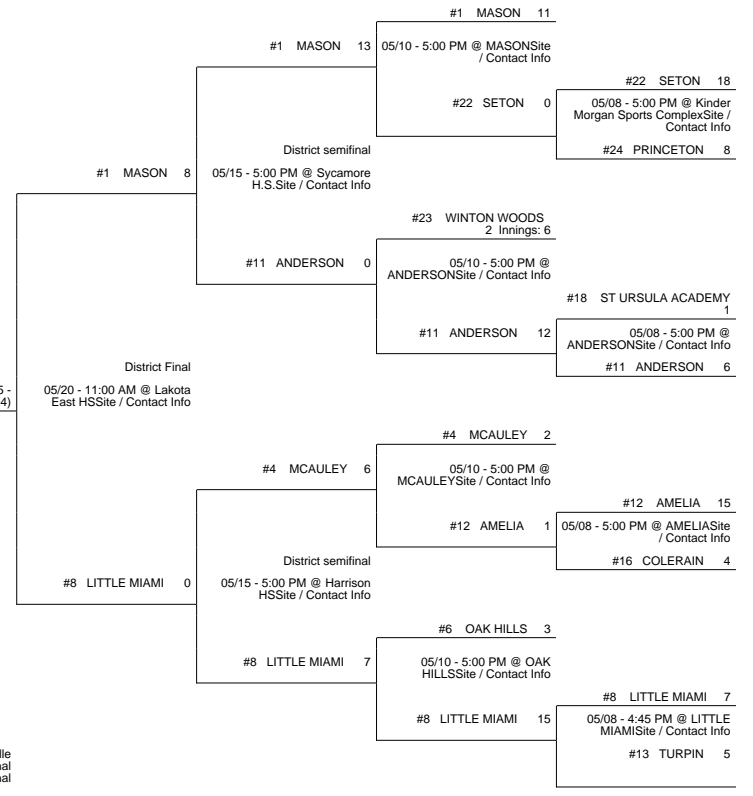 #1 MASON 11
#1 MASON 13
05/10 - 5:00 PM @ MASONSite
/ Contact Info
#22 SETON 18
#22 SETON 0
05/08 - 5:00 PM @ Kinder
Morgan Sports ComplexSite /
Contact Info
District semifinal
#24 PRINCETON 8
#1 MASON 8
05/15 - 5:00 PM @ Sycamore
H.S.Site / Contact Info
#23 WINTON WOODS
2 Innings: 6
#11 ANDERSON 0
05/10 - 5:00 PM @
ANDERSONSite / Contact Info
#18 ST URSULA ACADEMY
1
#11 ANDERSON 12
05/08 - 5:00 PM @
ANDERSONSite / Contact Info
District Final
#11 ANDERSON 6
5 -
4)
05/20 - 11:00 AM @ Lakota
East HSSite / Contact Info
#4 MCAULEY 2
#4 MCAULEY 6
05/10 - 5:00 PM @
MCAULEYSite / Contact Info
#12 AMELIA 15
#12 AMELIA 1
05/08 - 5:00 PM @ AMELIASite
/ Contact Info
District semifinal
#16 COLERAIN 4
#8 LITTLE MIAMI 0
05/15 - 5:00 PM @ Harrison
HSSite / Contact Info
#6 OAK HILLS 3
#8 LITTLE MIAMI 7
05/10 - 5:00 PM @ OAK
HILLSSite / Contact Info
#8 LITTLE MIAMI 7
#8 LITTLE MIAMI 15
05/08 - 4:45 PM @ LITTLE
MIAMISite / Contact Info
#13 TURPIN 5
lle
nal
nal